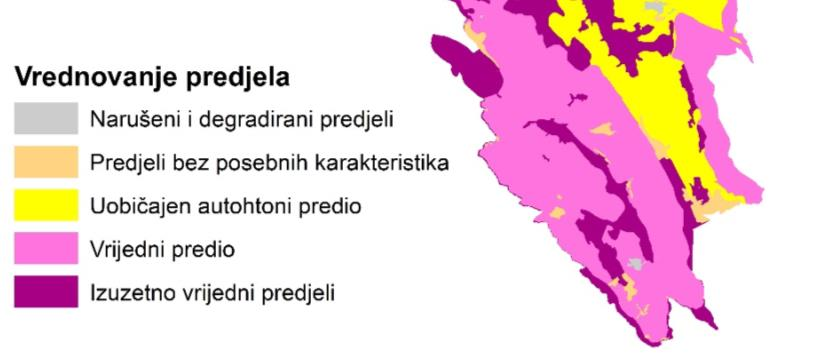 Vrednovanje predjela
Narušeni i degradirani predjeli
Predjeli bez posebnih karakteristika
Uobičajen autohtoni predio
Vrijedni predio
Izuzetno vrijedni predjeli